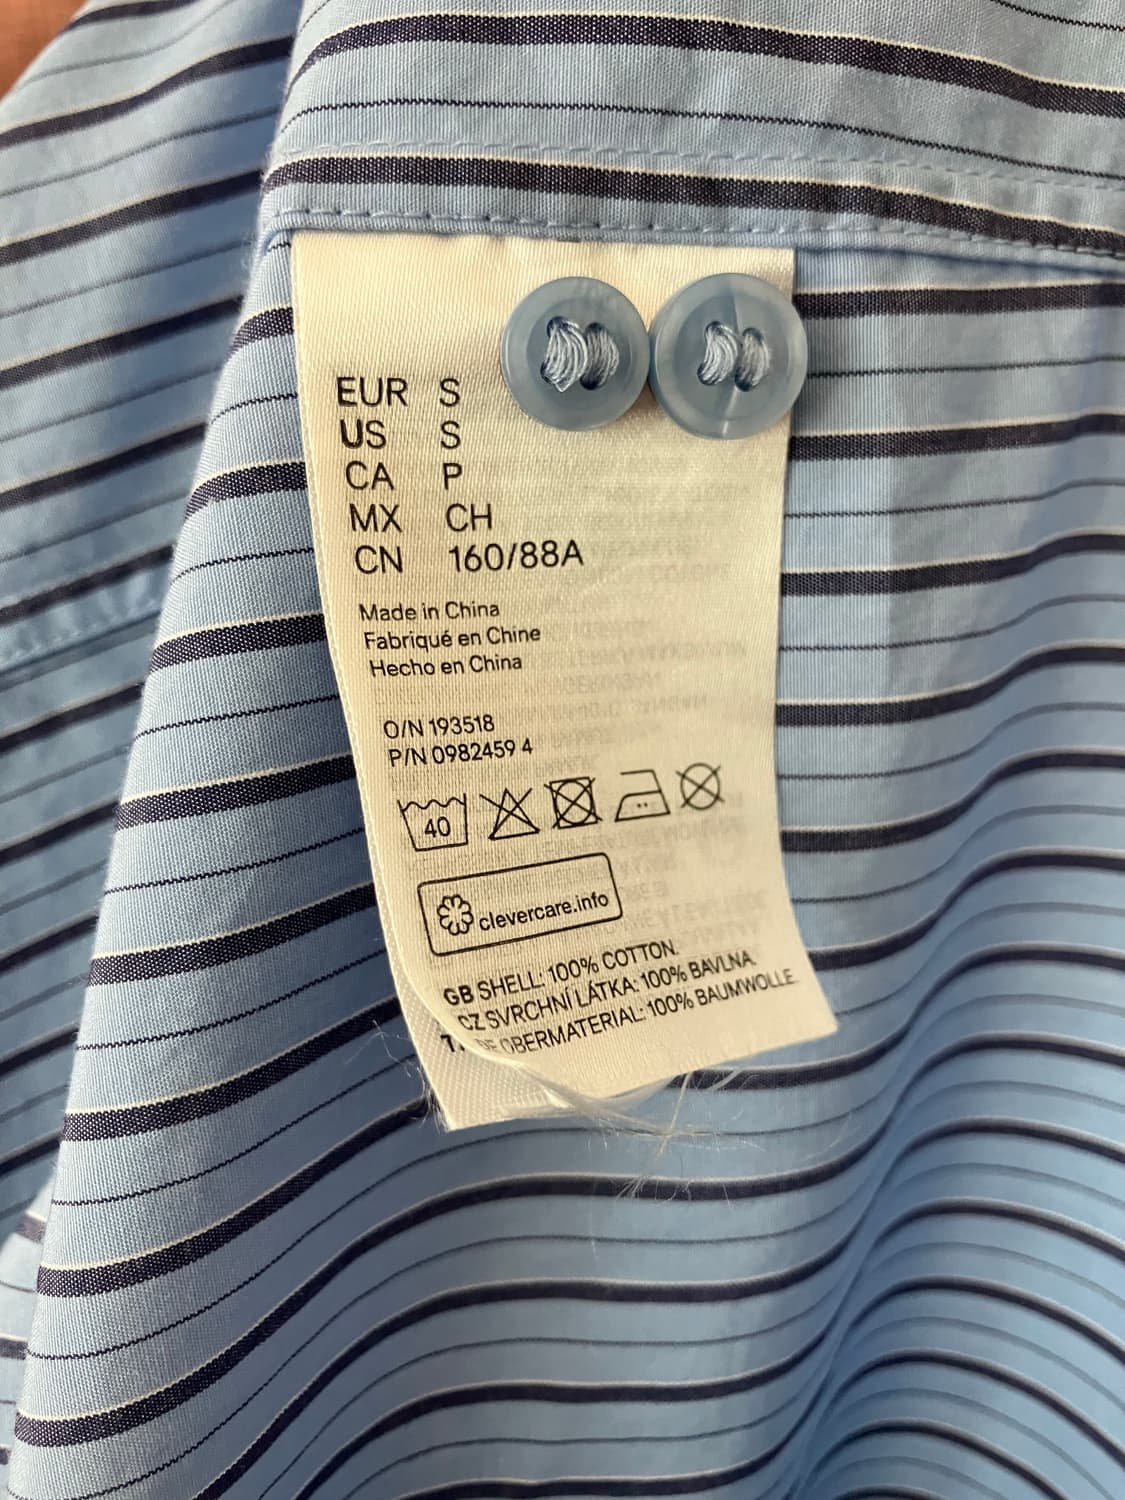 EUR S
US S
CA P
MX CH
CN 160/88A
Made in China
Fabriqué en Chine
Hecho en China
O/N 193518
P/N 0982459 4
40
clevercare.info
GB SHELL: 100% COTTON.
CZ SVRCHNÍ LÁTKA: 100% BAVLNA.
DE OBERMATERIAL: 100% BAUMWOLLE.